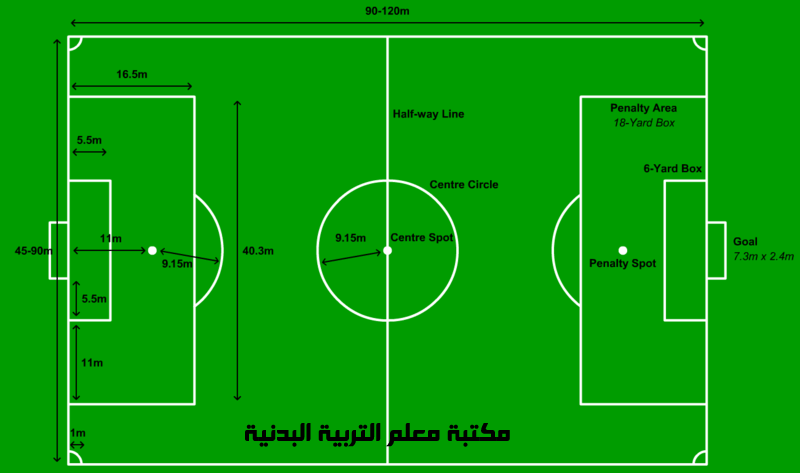 90-120m
16.5m
Half-way Line
Penalty Area
18-Yard Box
5.5m
6-Yard Box
Centre Circle
11m
9.15m
Centre Spot
45-90m
40.3m
9.15m
Penalty Spot
Goal
7.3m x 2.4m
5.5m
11m
1m
مكتبة معلم التربية البدنية